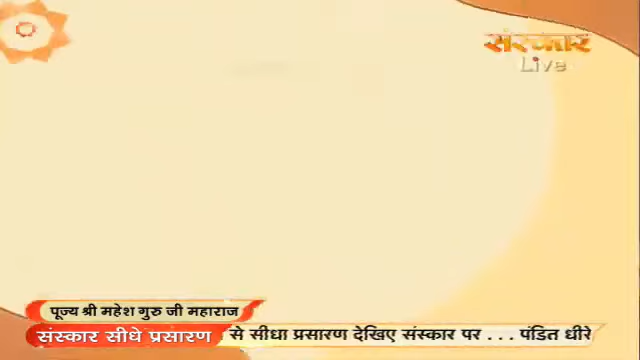 संस्कार
Live
पूज्य श्री महेश गुरु जी महाराज
संस्कार सीधे प्रसारण
से सीधा प्रसारण देखिए संस्कार पर . . . पंडित धीरे